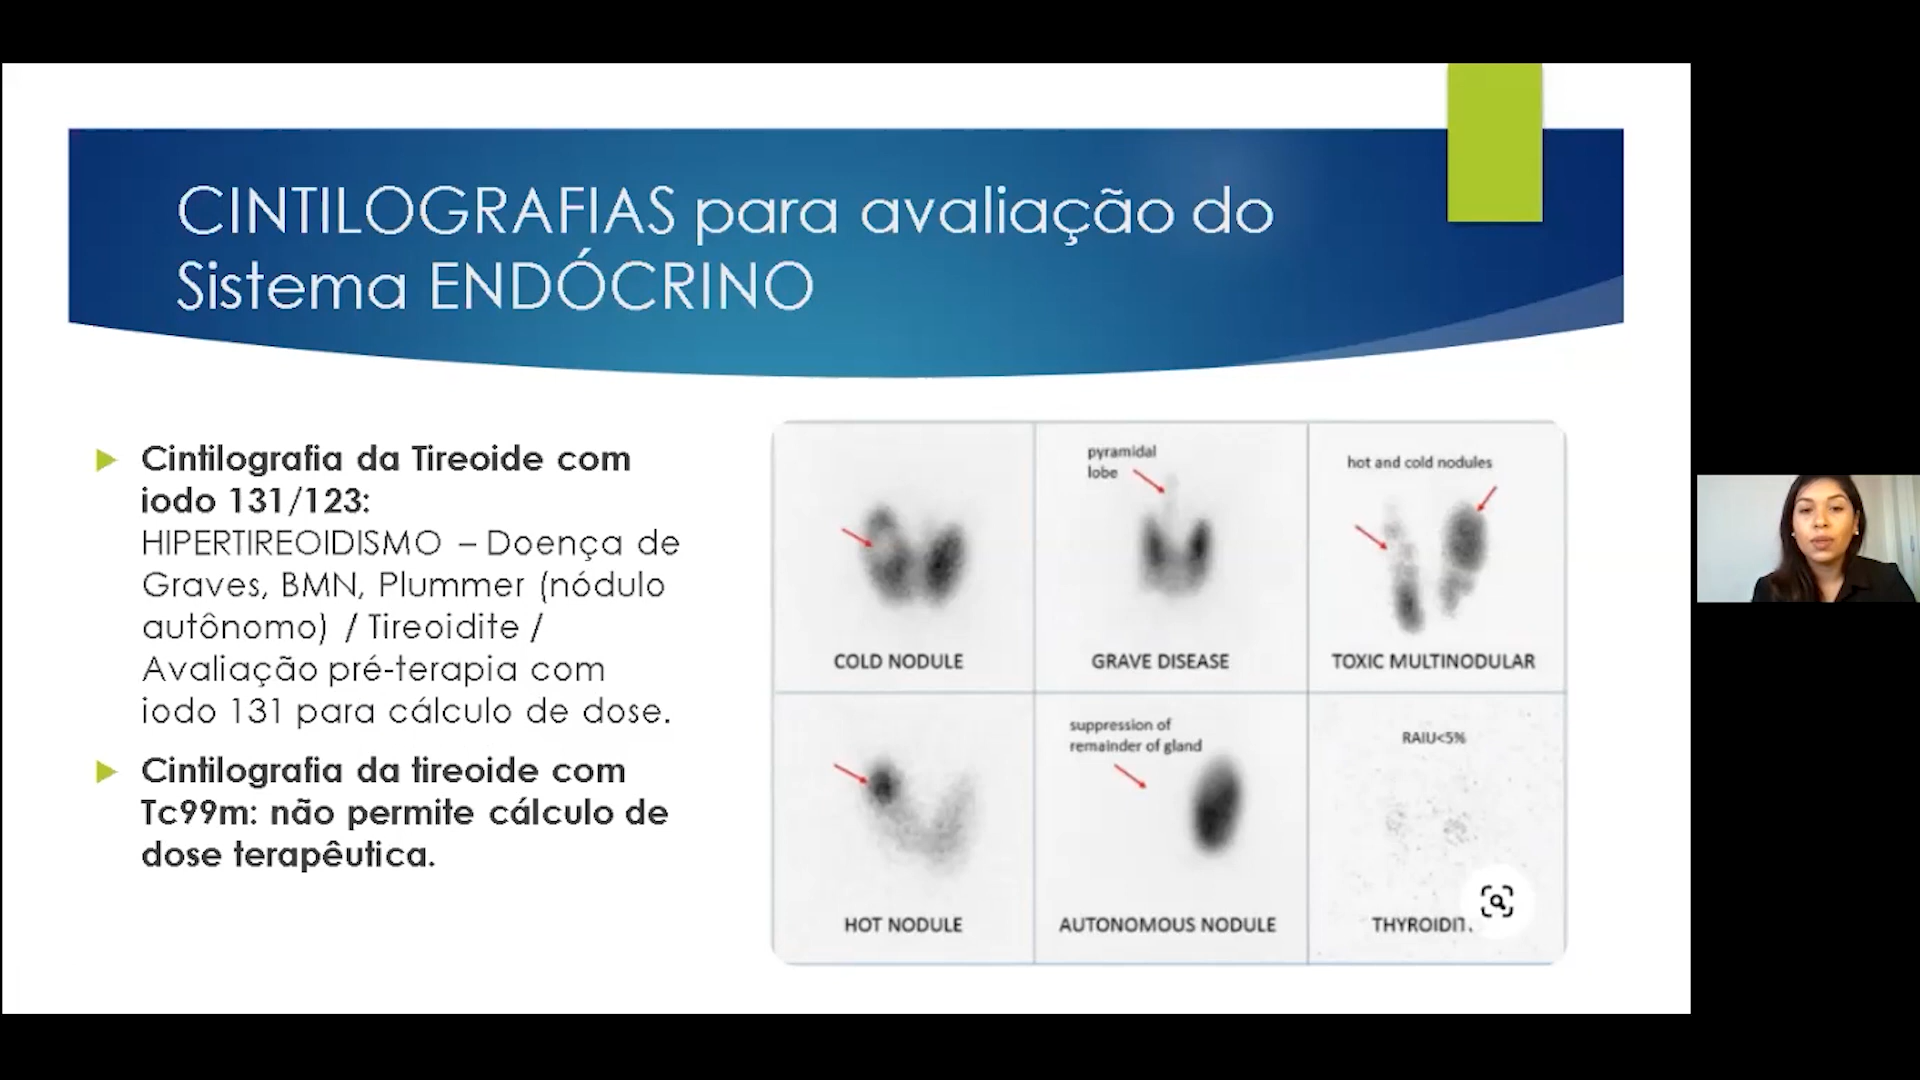 CINTILOGRAFIAS para avaliação do
Sistema ENDÓCRINO
Cintilografia da Tireoide com
iodo 131/123:
HIPERTIREOIDISMO – Doença de
Graves, BMN, Plummer (nódulo
autônomo) / Tireoidite /
Avaliação pré-terapia com
iodo 131 para cálculo de dose.
Cintilografia da tireoide com
Tc99m: não permite cálculo de
dose terapêutica.
COLD NODULE
pyramidal
lobe
GRAVE DISEASE
hot and cold nodules
TOXIC MULTINODULAR
HOT NODULE
suppression of
remainder of gland
AUTONOMOUS NODULE
RAIU<5%